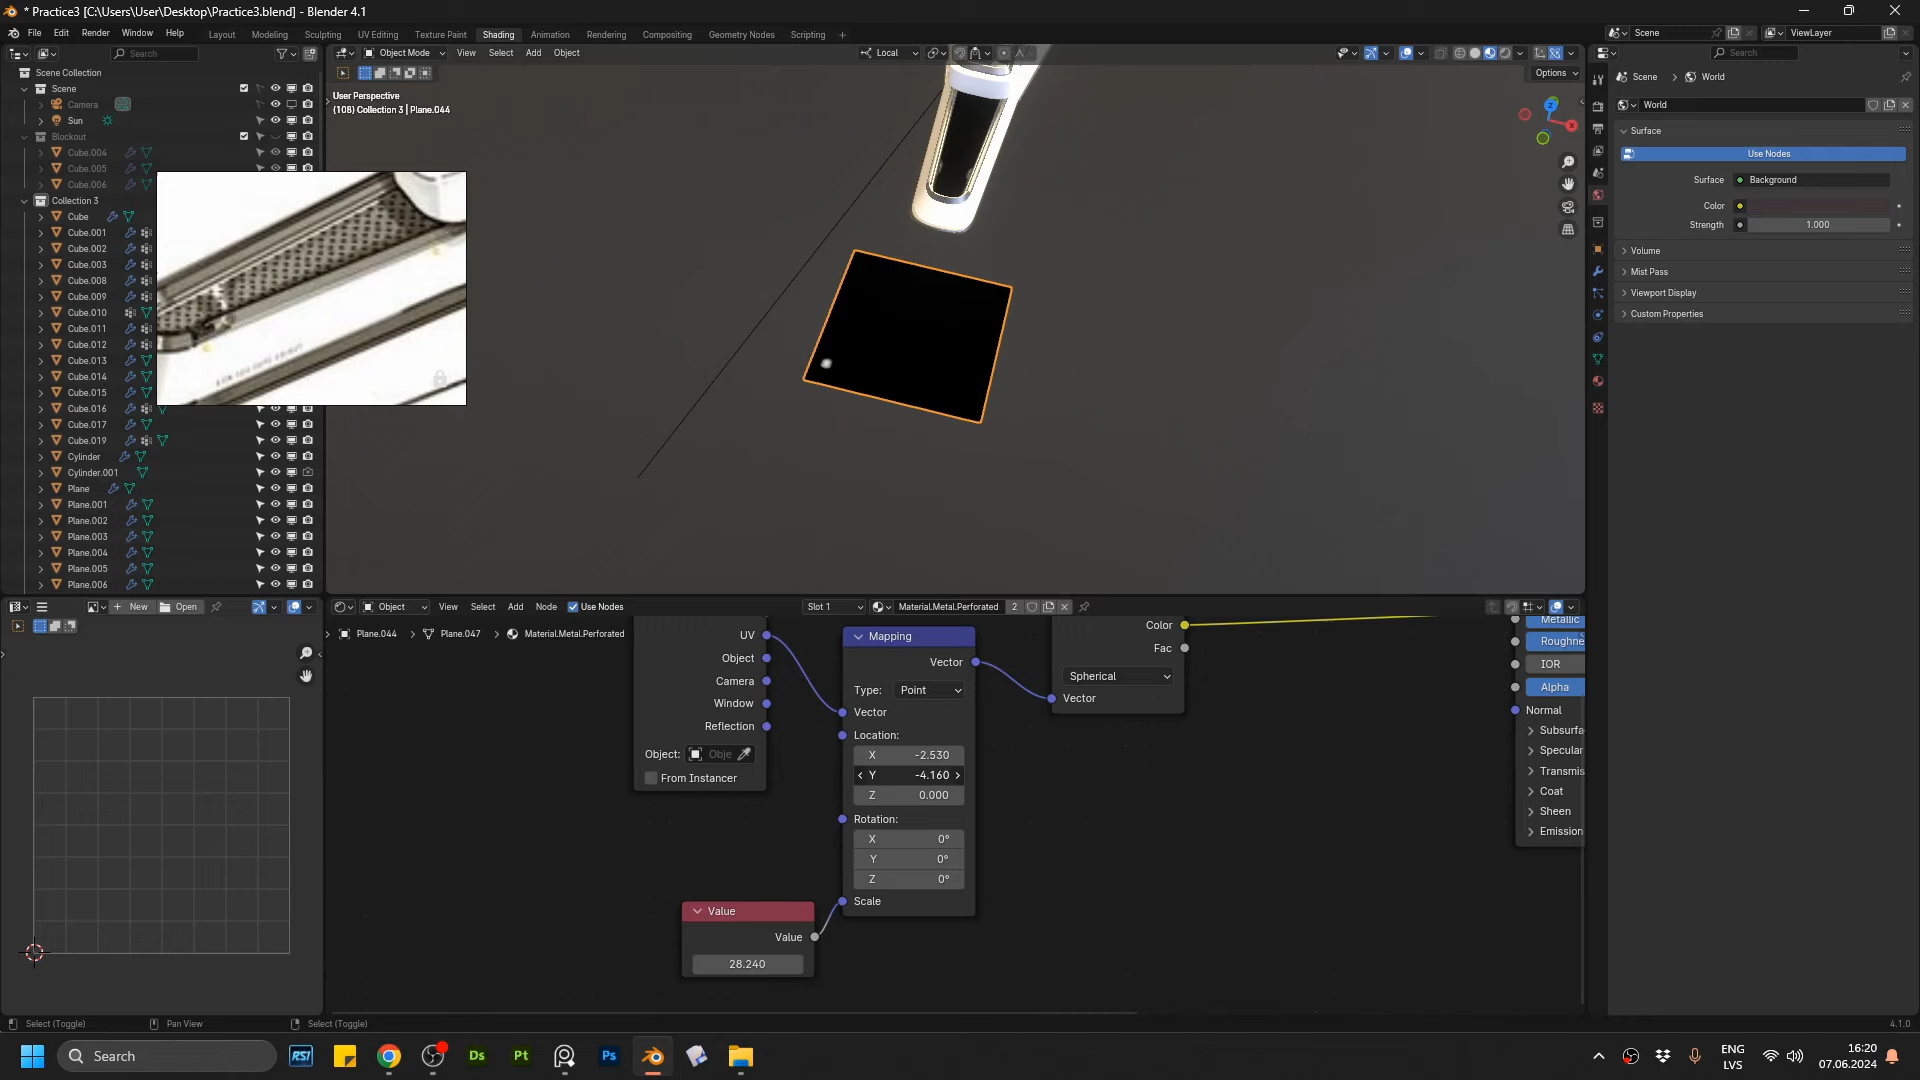 * Practice3 [C:\Users\User\Desktop\Practice3.blend] - Blender 4.1
File Edit Render Window Help Layout Modeling Sculpting UV Editing Texture Paint Shading Animation Rendering Compositing Geometry Nodes Scripting + Scene ViewLayer
Search Object Mode View Select Add Object Local Search
Options
Scene Collection
Scene
Camera
Sun
Blockout
Cube.004
Cube.005
Cube.006
Collection 3
Cube
Cube.001
Cube.002
Cube.003
Cube.008
Cube.009
Cube.010
Cube.011
Cube.012
Cube.013
Cube.014
Cube.015
Cube.016
Cube.017
Cube.019
Cylinder
Cylinder.001
Plane
Plane.001
Plane.002
Plane.003
Plane.004
Plane.005
Plane.006
User Perspective
(108) Collection 3 | Plane.044
Z
X
Scene > World
World
Surface
Use Nodes
Surface Background
Color
Strength 1.000
Volume
Mist Pass
Viewport Display
Custom Properties
+ New Open
Object View Select Add Node Use Nodes Slot 1 Material.Metal.Perforated 2
Plane.044 > Plane.047 > Material.Metal.Perforated
UV
Object
Camera
Window
Reflection
Object: Obje
From Instancer
Mapping
Vector
Type: Point
Vector
Location:
X -2.530
Y -4.160
Z 0.000
Rotation:
X 0°
Y 0°
Z 0°
Scale
Value
Value
28.240
Color
Fac
Spherical
Vector
Metallic
Roughne
IOR
Alpha
Normal
Subsurfa
Specular
Transmis
Coat
Sheen
Emission
Select (Toggle) Pan View Select (Toggle) 4.1.0
Search RSI Ds Pt Ps ENG
LVS 16:20
07.06.2024